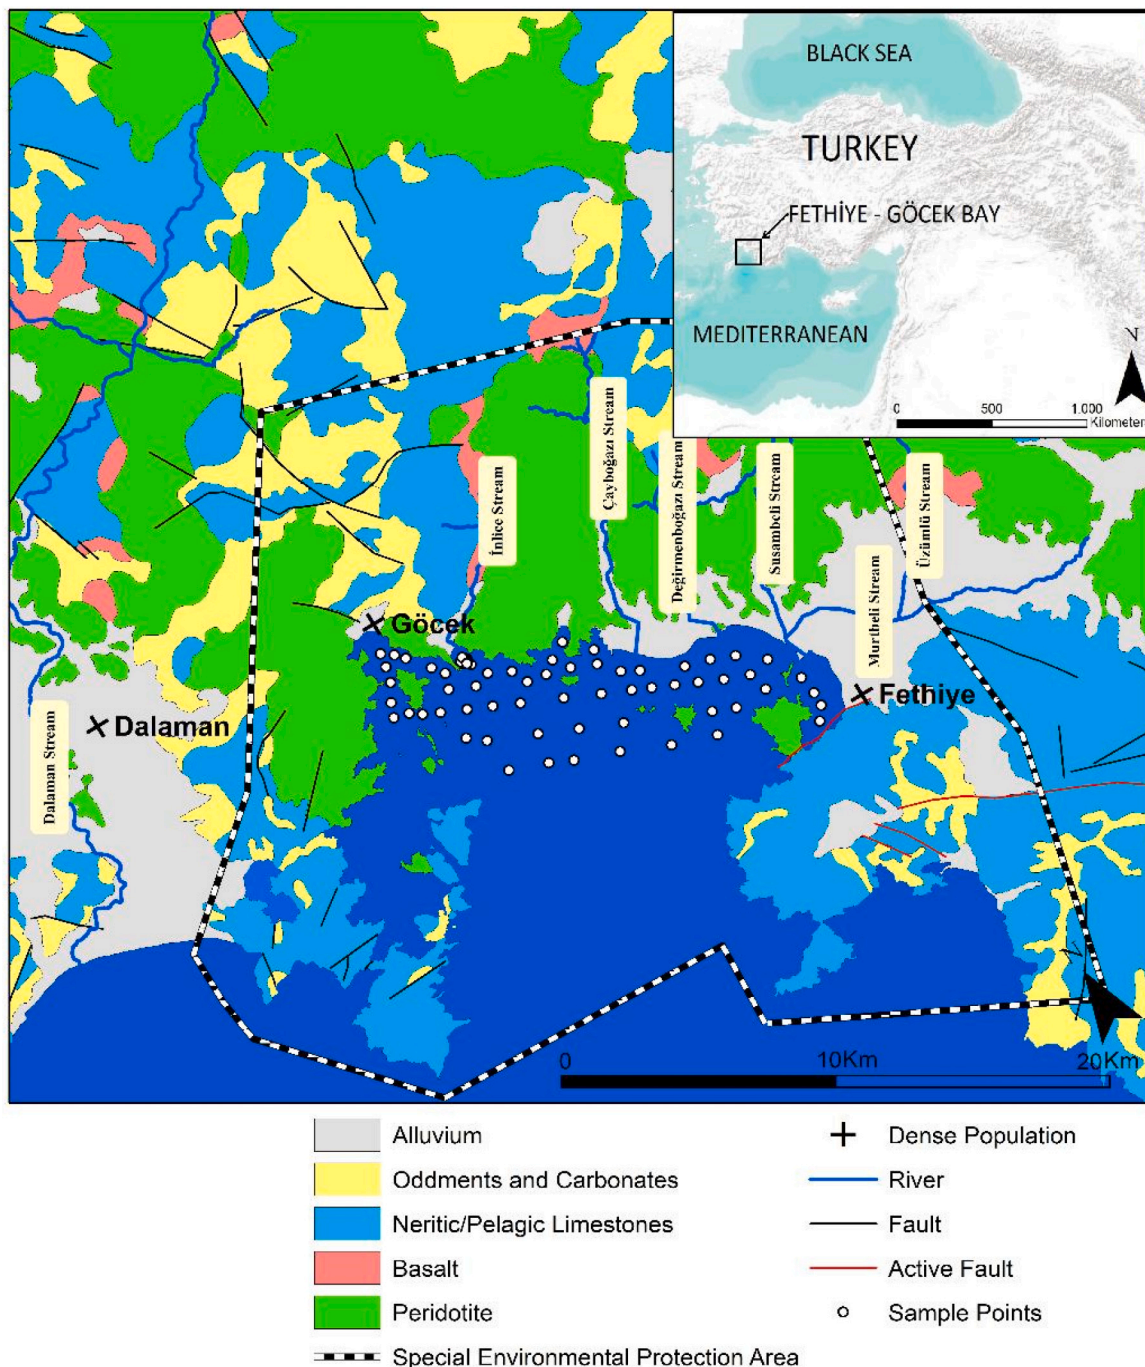 BLACK SEA
TURKEY
FETHİYE - GÖCEK BAY
MEDITERRANEAN
N
0 500 1.000
Kilometer
Çayboğazı Stream
Değirmenboğazı Stream
Susambeli Stream
Üzümlü Stream
İnlice Stream
Murtbeli Stream
Göcek
Fethiye
Dalaman
Dalaman Stream
0 10Km 20Km
Alluvium
Oddments and Carbonates
Neritic/Pelagic Limestones
Basalt
Peridotite
Special Environmental Protection Area
Dense Population
River
Fault
Active Fault
Sample Points